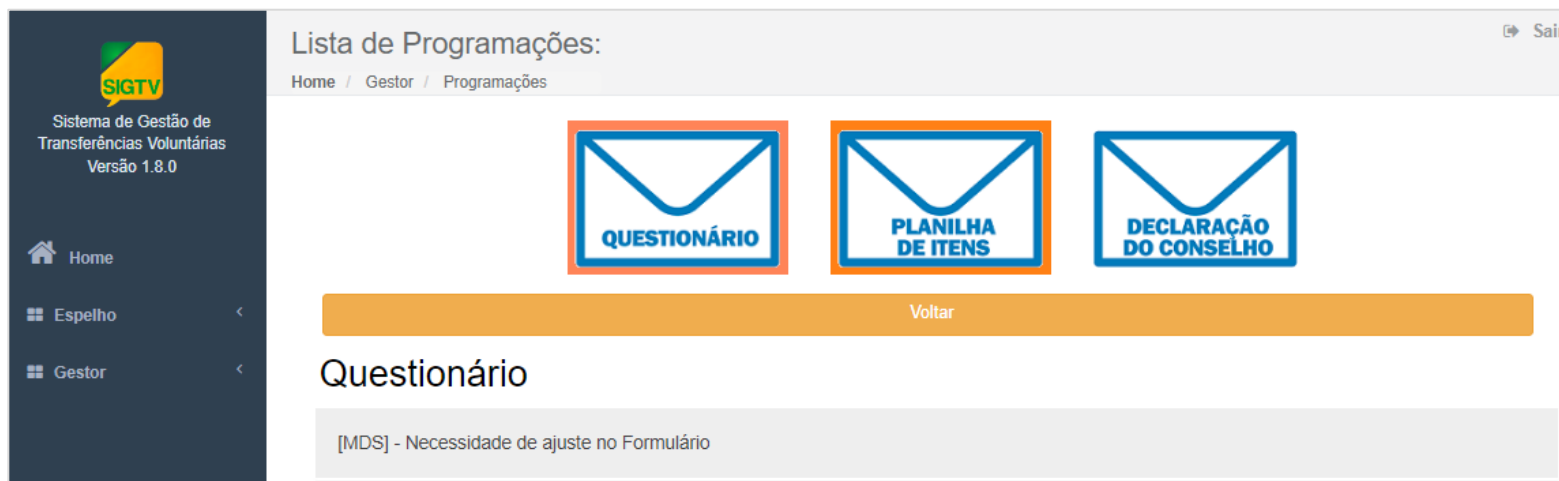 SIGTV
Sistema de Gestão de
Transferências Voluntárias
Versão 1.8.0
Home
Espelho
Gestor
Lista de Programações:
Home / Gestor / Programações
Sair
QUESTIONÁRIO
PLANILHA
DE ITENS
DECLARAÇÃO
DO CONSELHO
Voltar
Questionário
[MDS] - Necessidade de ajuste no Formulário